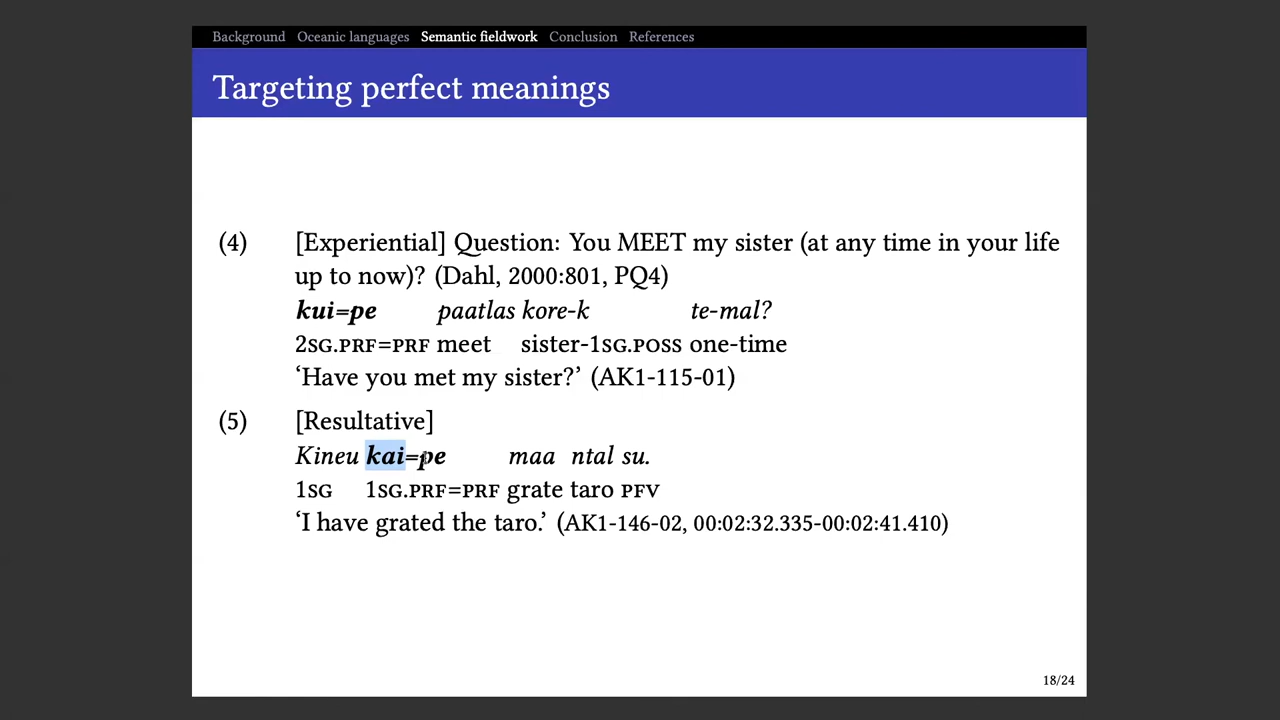 Background Oceanic languages Semantic fieldwork Conclusion References
Targeting perfect meanings
(4) [Experiential] Question: You MEET my sister (at any time in your life
up to now)? (Dahl, 2000:801, PQ4)
kui=pe paatlas kore-k te-mal?
2SG.PRF=PRF meet sister-1SG.POSS one-time
‘Have you met my sister?’ (AK1-115-01)
(5) [Resultative]
Kineu kai=pe maa ntal su.
1SG 1SG.PRF=PRF grate taro PFV
‘I have grated the taro.’ (AK1-146-02, 00:02:32.335-00:02:41.410)
18/24